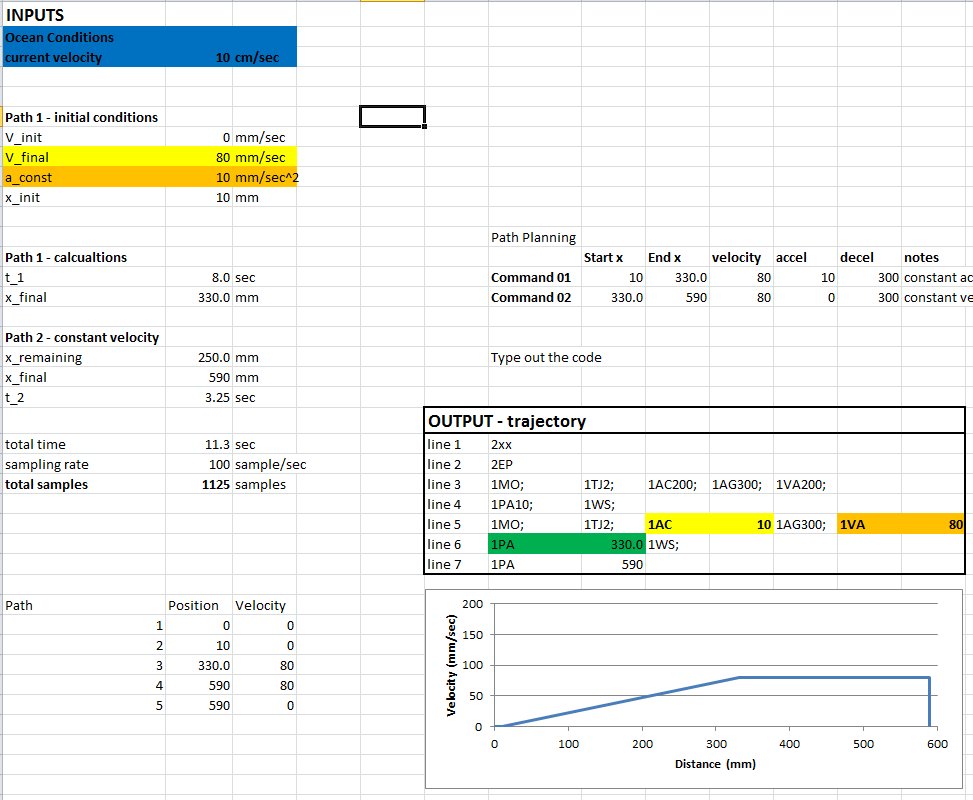 INPUTS
Ocean Conditions
current velocity 10 cm/sec
Path 1 - initial conditions
V_init 0 mm/sec
V_final 80 mm/sec
a_const 10 mm/sec^2
x_init 10 mm
Path Planning
Path 1 - calcualtions Start x End x velocity accel decel notes
t_1 8.0 sec Command 01 10 330.0 80 10 300 constant ac
x_final 330.0 mm Command 02 330.0 590 80 0 300 constant ve
Path 2 - constant velocity
x_remaining 250.0 mm Type out the code
x_final 590 mm
t_2 3.25 sec
OUTPUT - trajectory
total time 11.3 sec line 1 2xx
sampling rate 100 sample/sec line 2 2EP
total samples 1125 samples line 3 1MO; 1TJ2; 1AC200; 1AG300; 1VA200;
line 4 1PA10; 1WS;
line 5 1MO; 1TJ2; 1AC 10 1AG300; 1VA 80
line 6 1PA 330.0 1WS;
line 7 1PA 590
Path Position Velocity
1 0 0
2 10 0
3 330.0 80
4 590 80
5 590 0
200
150
100
50
0
Velocity (mm/sec)
0 100 200 300 400 500 600
Distance (mm)